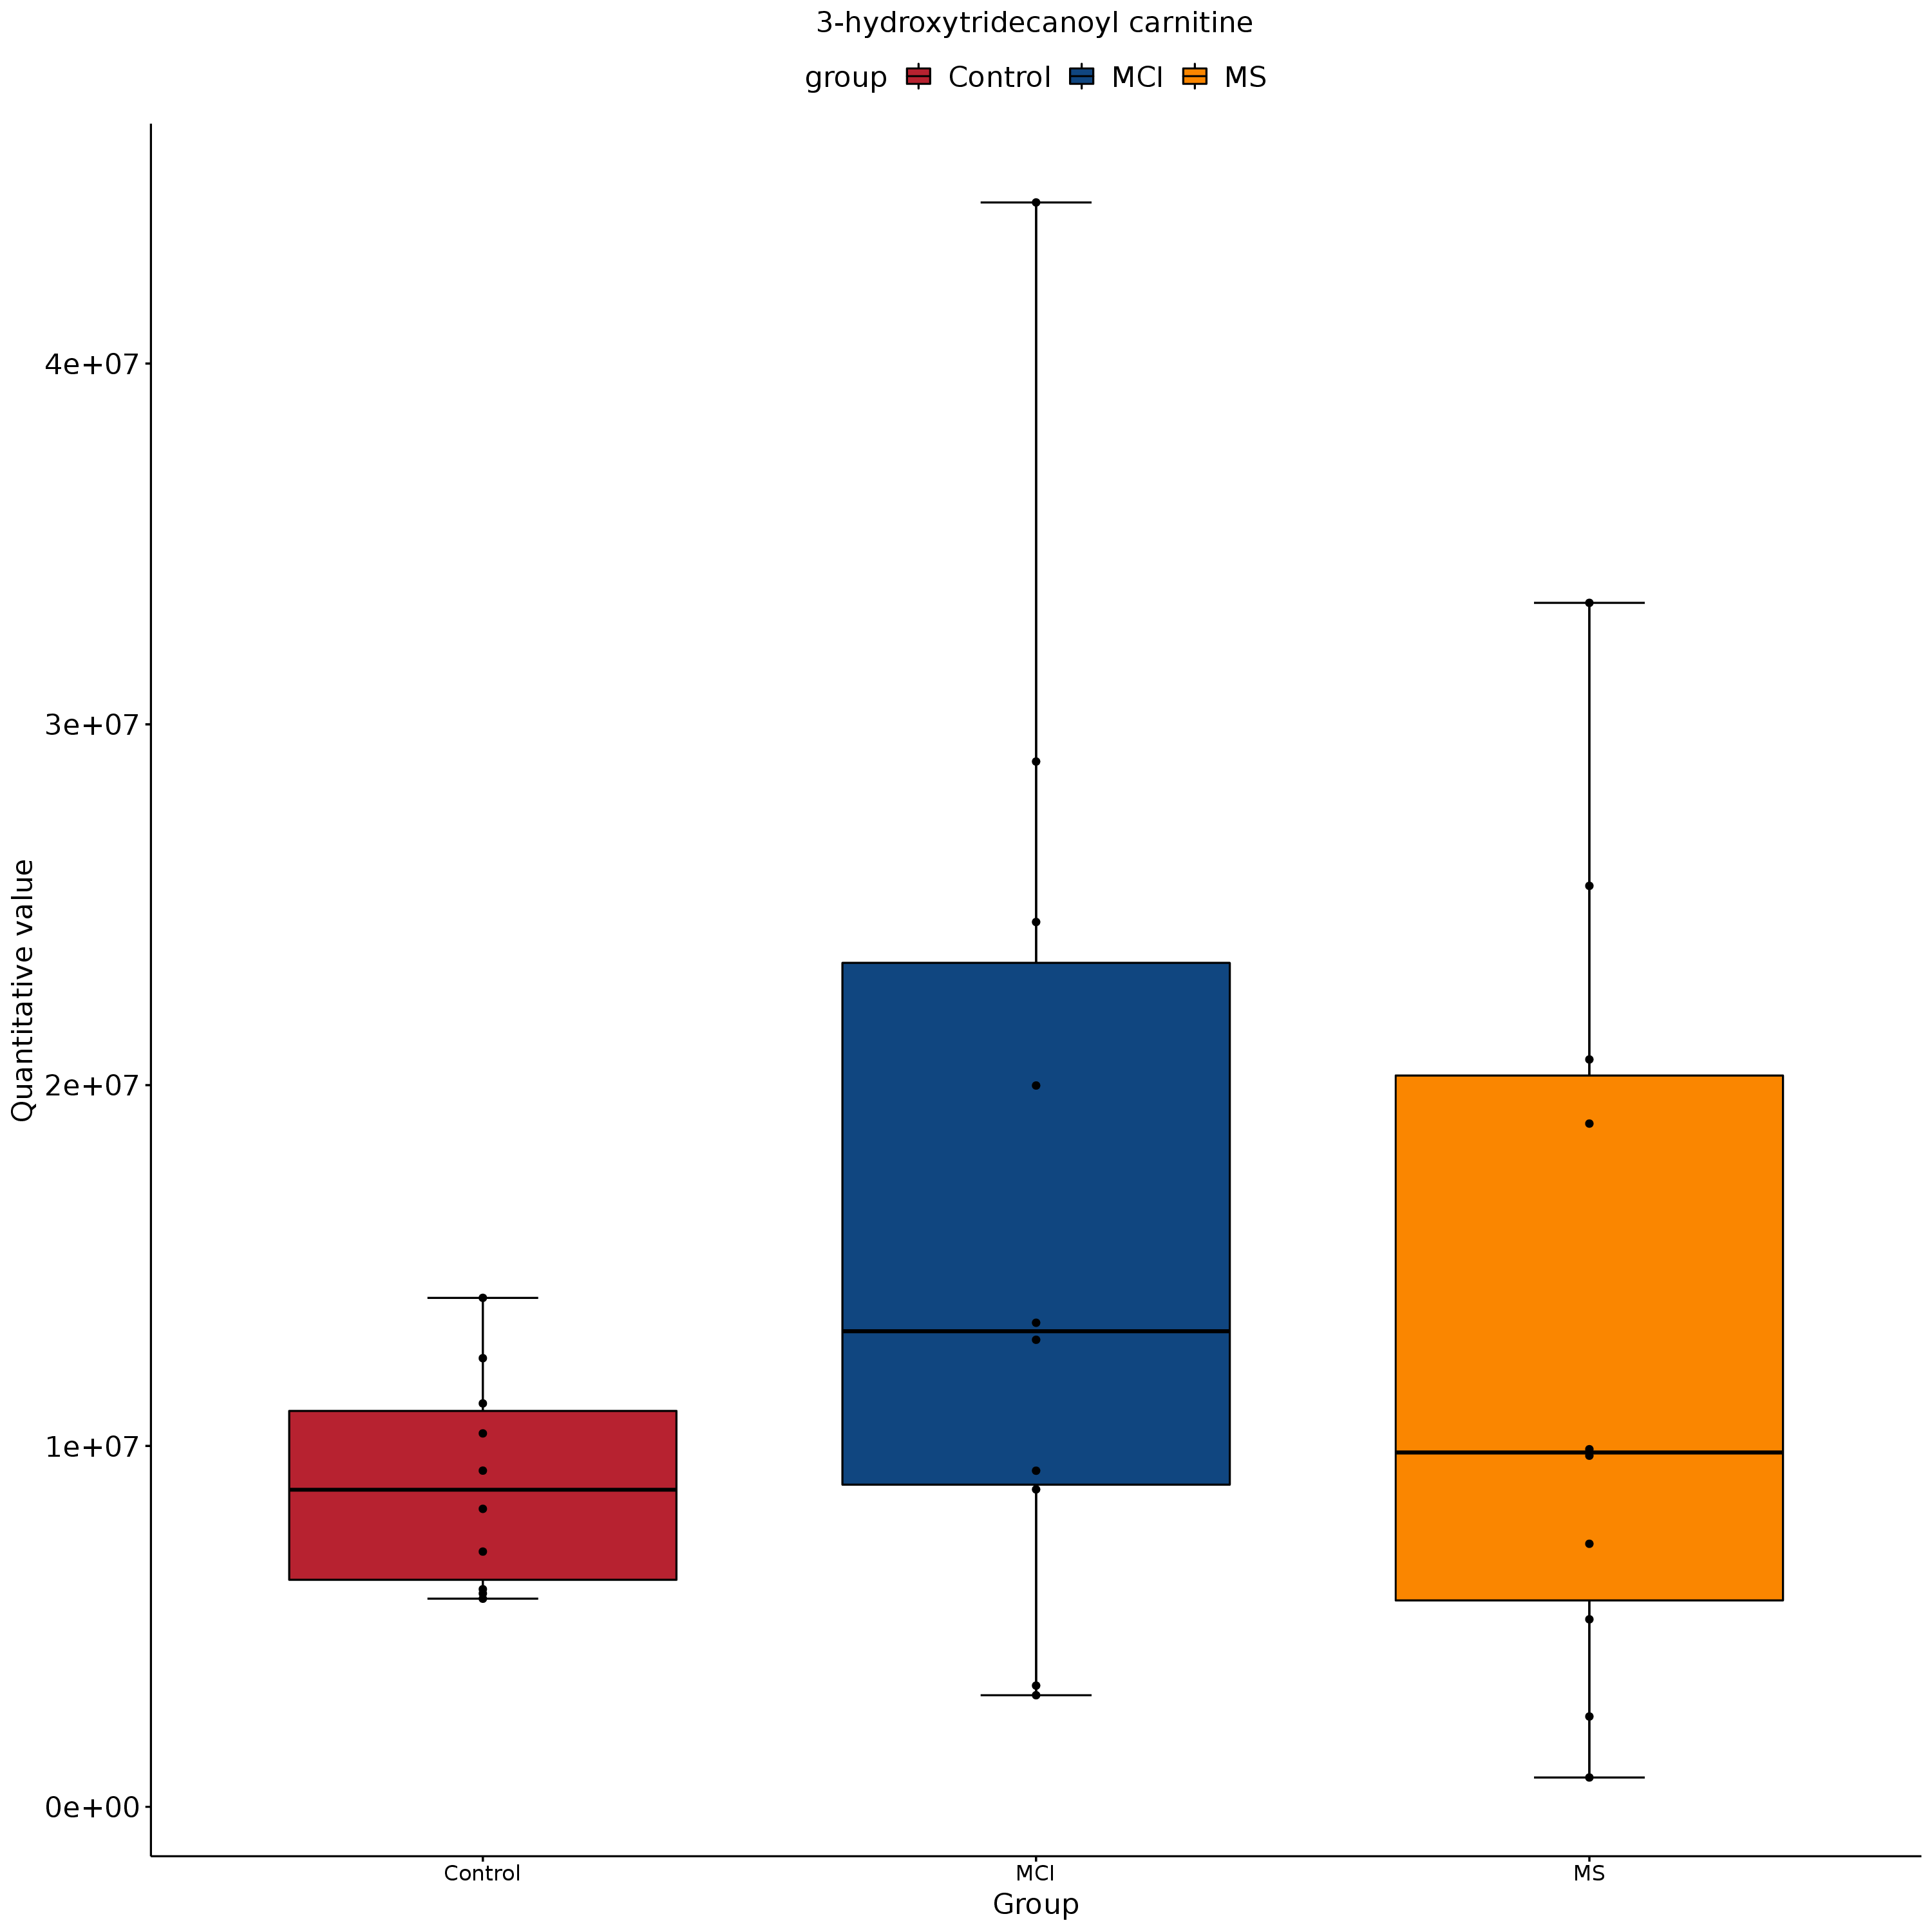 3-hydroxytridecanoyl carnitine
group Control MCI MS
4e+07
3e+07
2e+07
1e+07
0e+00
Quantitative value
Control MCI MS
Group